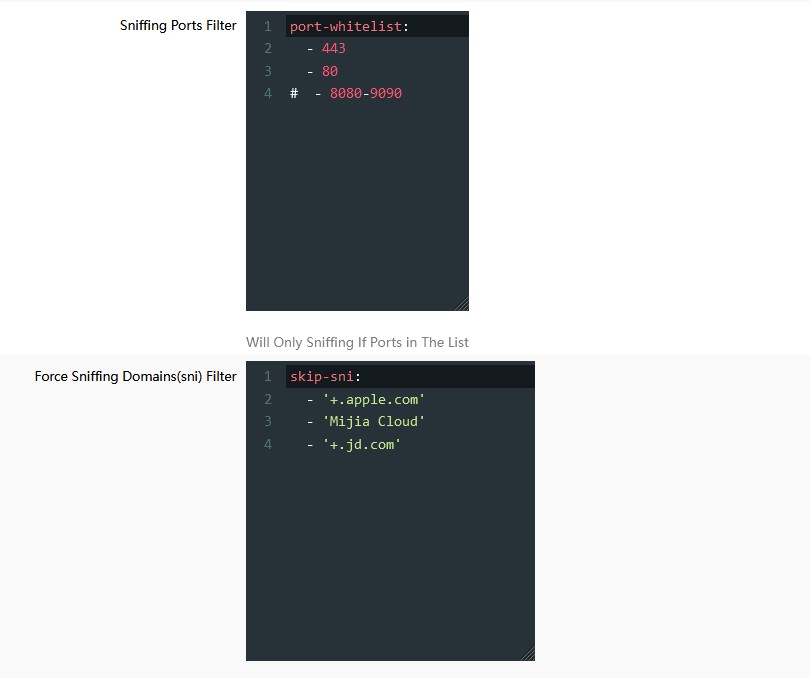 Sniffing Ports Filter
1 port-whitelist:
2   - 443
3   - 80
4 #  - 8080-9090
Will Only Sniffing If Ports in The List
Force Sniffing Domains(sni) Filter
1 skip-sni:
2   - '+.apple.com'
3   - 'Mijia Cloud'
4   - '+.jd.com'